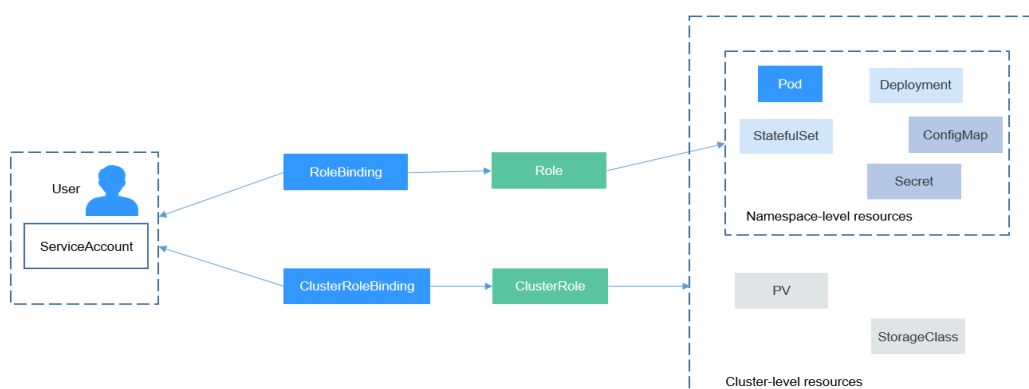 User
ServiceAccount
RoleBinding
Role
ClusterRoleBinding
ClusterRole
Pod
Deployment
StatefulSet
ConfigMap
Secret
Namespace-level resources
PV
StorageClass
Cluster-level resources